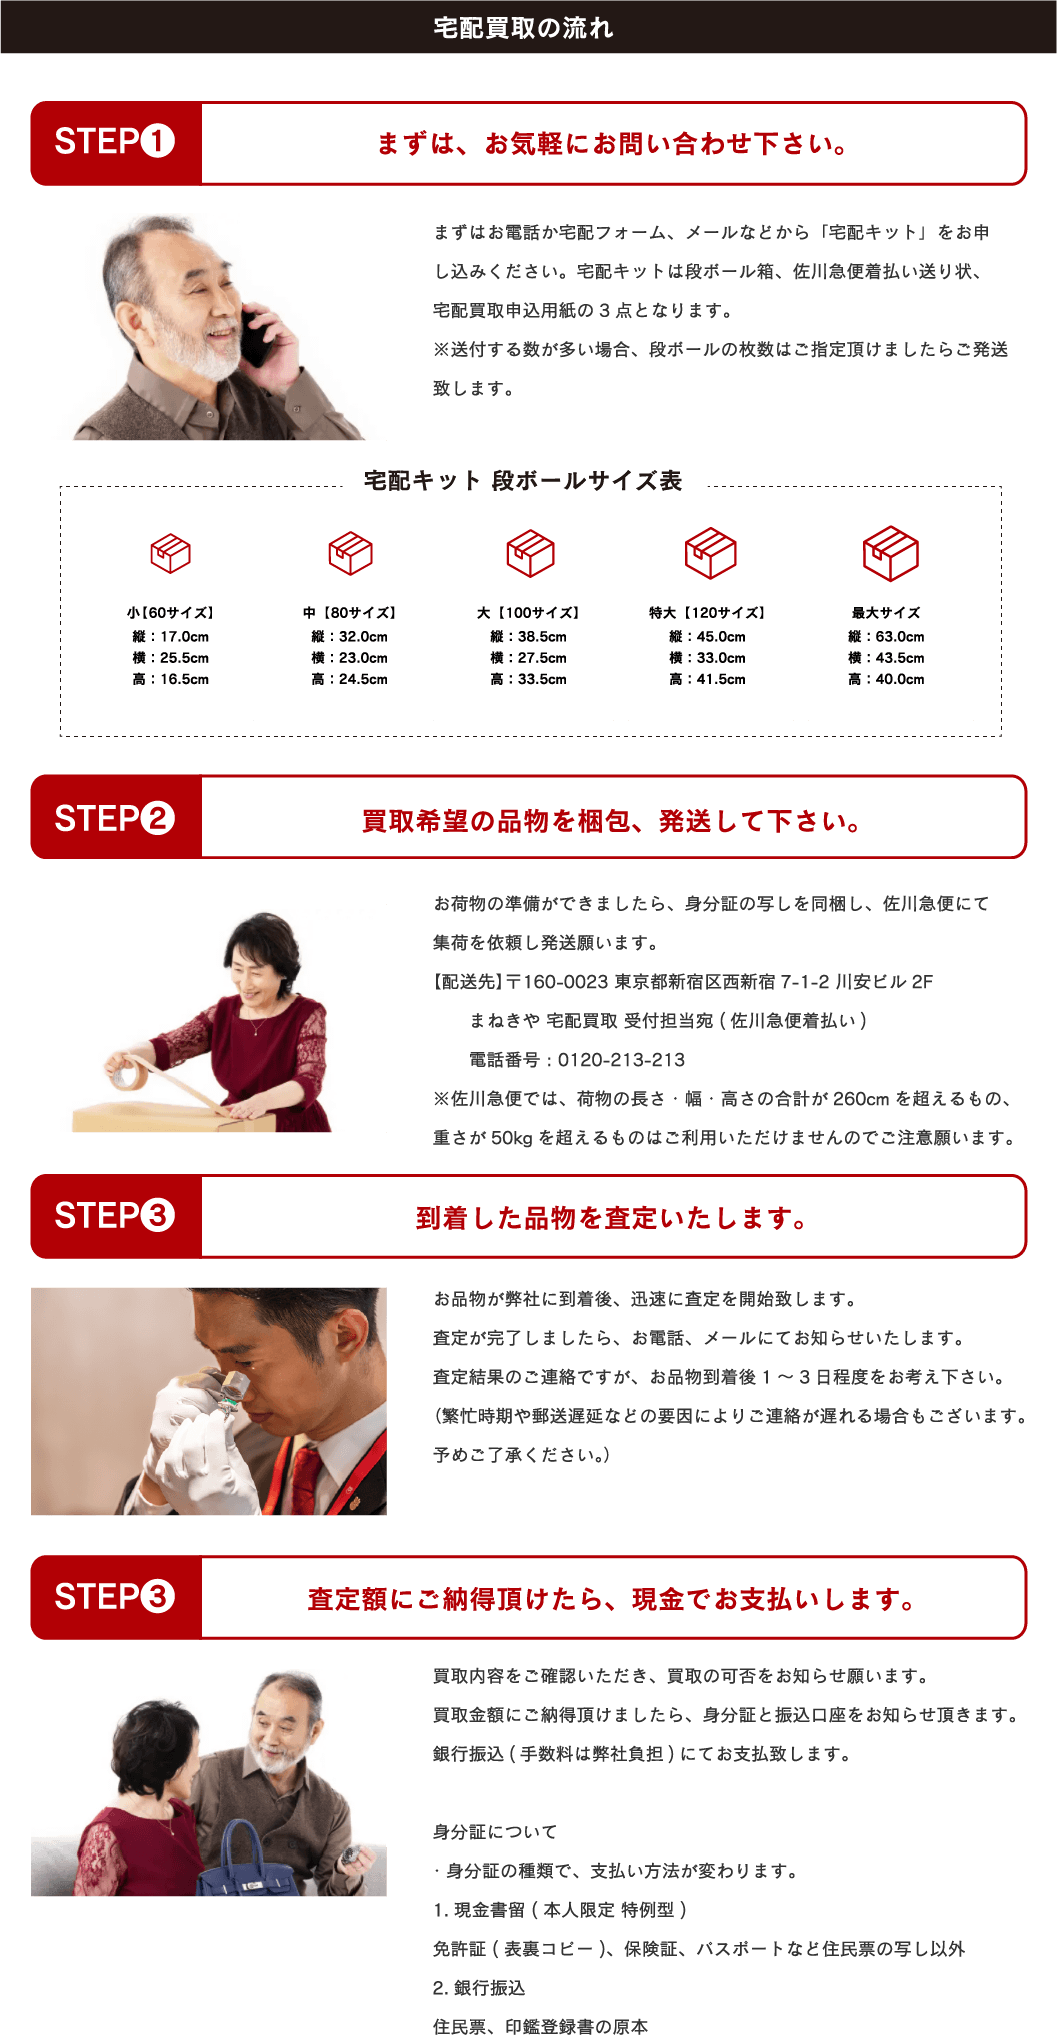 宅配買取の流れ
STEP❶
まずは、お気軽にお問い合わせ下さい。
まずはお電話か宅配フォーム、メールなどから「宅配キット」をお申
し込みください。宅配キットは段ボール箱、佐川急便着払い送り状、
宅配買取申込用紙の3点となります。
※送付する数が多い場合、段ボールの枚数はご指定頂けましたらご発送
致します。
宅配キット 段ボールサイズ表
小【60サイズ】
縦：17.0cm
横：25.5cm
高：16.5cm
中【80サイズ】
縦：32.0cm
横：23.0cm
高：24.5cm
大【100サイズ】
縦：38.5cm
横：27.5cm
高：33.5cm
特大【120サイズ】
縦：45.0cm
横：33.0cm
高：41.5cm
最大サイズ
縦：63.0cm
横：43.5cm
高：40.0cm
STEP❷
買取希望の品物を梱包、発送して下さい。
お荷物の準備ができましたら、身分証の写しを同梱し、佐川急便にて
集荷を依頼し発送願います。
【配送先】〒160-0023 東京都新宿区西新宿7-1-2 川安ビル2F
まねきや 宅配買取 受付担当宛(佐川急便着払い)
電話番号：0120-213-213
※佐川急便では、荷物の長さ・幅・高さの合計が260cmを超えるもの、
重さが50kgを超えるものはご利用いただけませんのでご注意願います。
STEP❸
到着した品物を査定いたします。
お品物が弊社に到着後、迅速に査定を開始致します。
査定が完了しましたら、お電話、メールにてお知らせいたします。
査定結果のご連絡ですが、お品物到着後1～3日程度をお考え下さい。
（繁忙時期や郵送遅延などの要因によりご連絡が遅れる場合もございます。
予めご了承ください。）
STEP❸
査定額にご納得頂けたら、現金でお支払いします。
買取内容をご確認いただき、買取の可否をお知らせ願います。
買取金額にご納得頂けましたら、身分証と振込口座をお知らせ頂きます。
銀行振込(手数料は弊社負担)にてお支払致します。
身分証について
・身分証の種類で、支払い方法が変わります。
1. 現金書留(本人限定 特例型)
免許証(表裏コピー)、保険証、パスポートなど住民票の写し以外
2. 銀行振込
住民票、印鑑登録書の原本